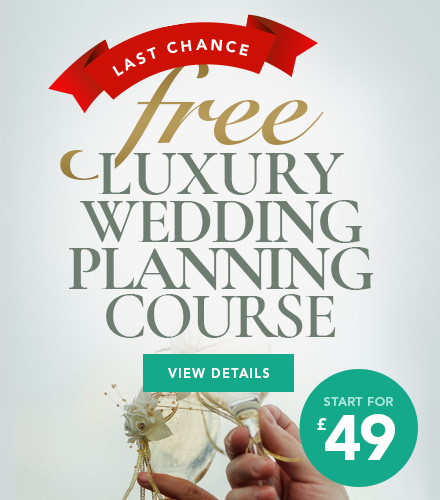 LAST CHANCE
free
LUXURY
WEDDING
PLANNING
COURSE
VIEW DETAILS
START FOR
£49